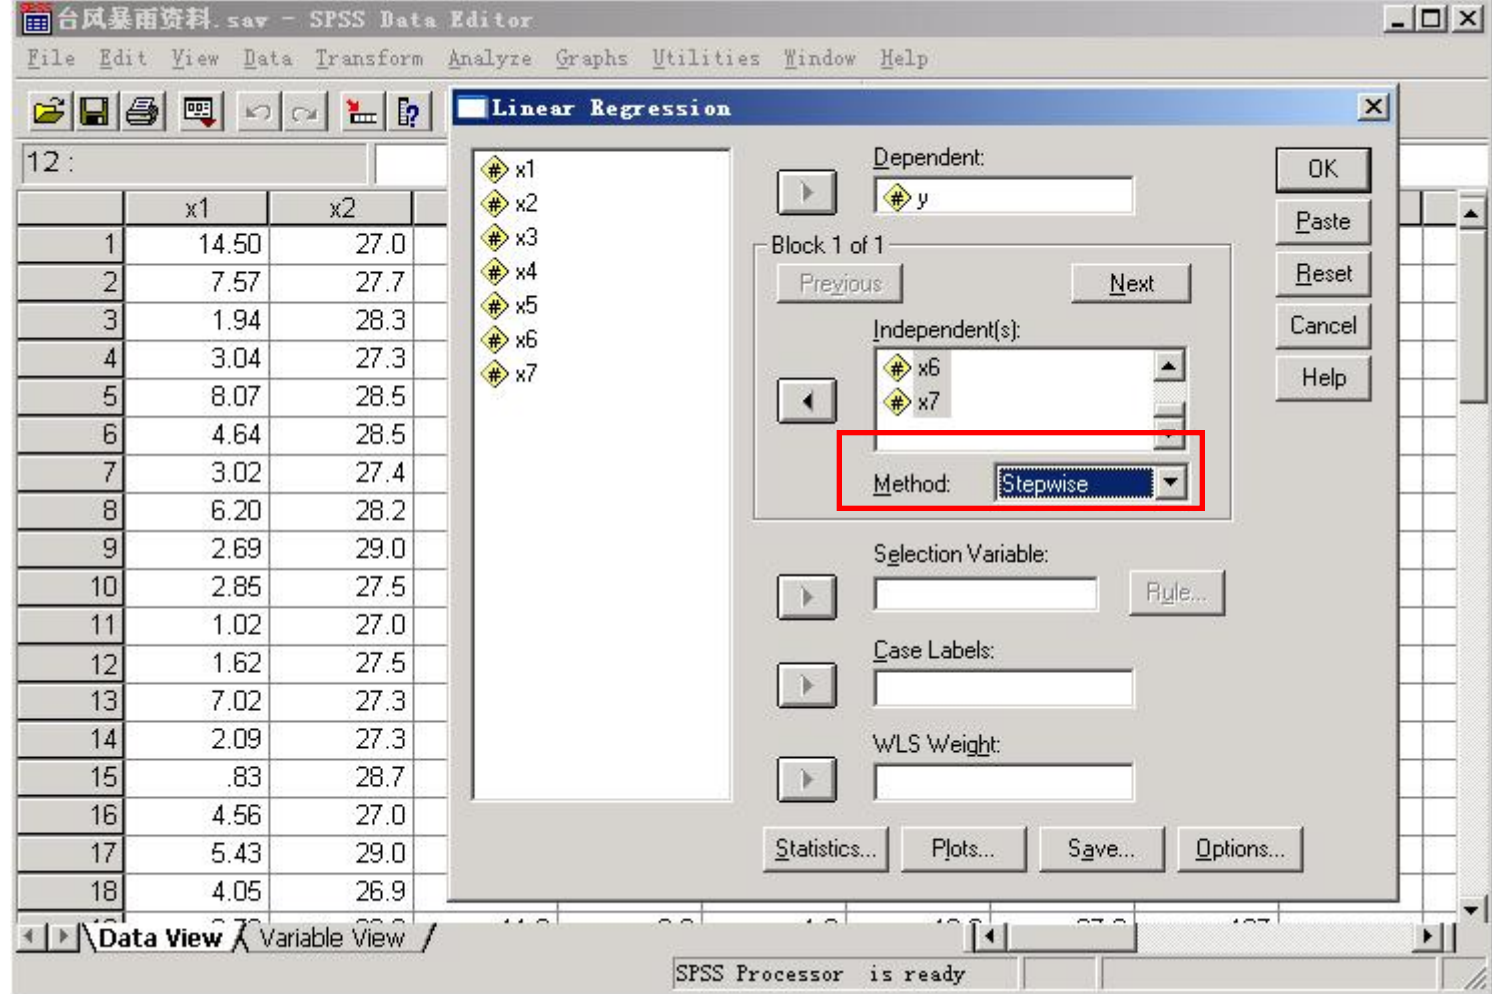 台风暴雨资料.sav - SPSS Data Editor
File Edit View Data Transform Analyze Graphs Utilities Window Help
Linear Regression
12 :
x1 x2
1 14.50 27.0
2 7.57 27.7
3 1.94 28.3
4 3.04 27.3
5 8.07 28.5
6 4.64 28.5
7 3.02 27.4
8 6.20 28.2
9 2.69 29.0
10 2.85 27.5
11 1.02 27.0
12 1.62 27.5
13 7.02 27.3
14 2.09 27.3
15 .83 28.7
16 4.56 27.0
17 5.43 29.0
18 4.05 26.9
x1
x2
x3
x4
x5
x6
x7
Dependent:
y
Block 1 of 1
Previous Next
Independent(s):
x6
x7
Method: Stepwise
Selection Variable:
Rule...
Case Labels:
WLS Weight:
Statistics... Plots... Save... Options...
OK
Paste
Reset
Cancel
Help
Data View Variable View
SPSS Processor is ready